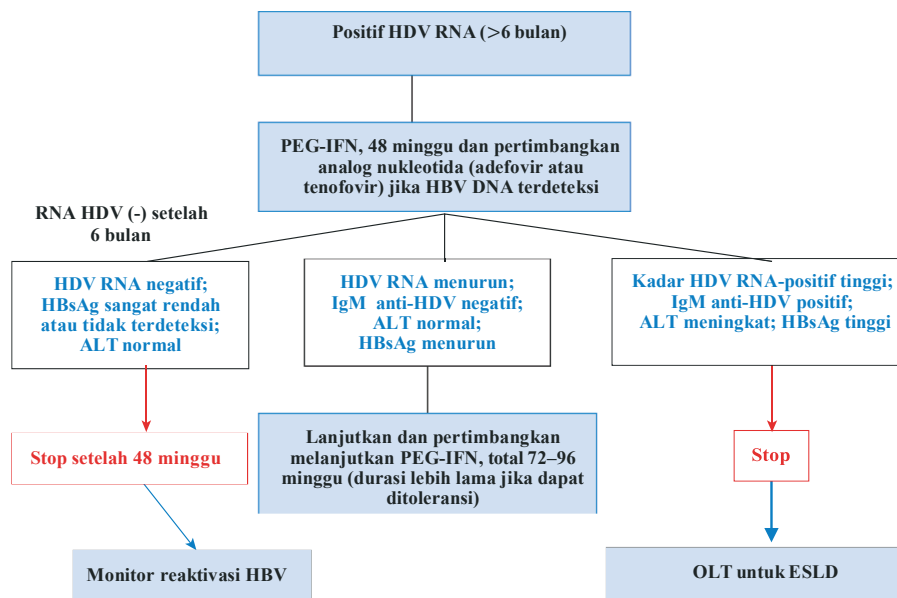 Positif HDV RNA (>6 bulan)
PEG-IFN, 48 minggu dan pertimbangkan
analog nukleotida (adefovir atau
tenofovir) jika HBV DNA terdeteksi
RNA HDV (-) setelah
6 bulan
HDV RNA negatif;
HBsAg sangat rendah
atau tidak terdeteksi;
ALT normal
HDV RNA menurun;
IgM anti-HDV negatif;
ALT normal;
HBsAg menurun
Kadar HDV RNA-positif tinggi;
IgM anti-HDV positif;
ALT meningkat; HBsAg tinggi
Stop setelah 48 minggu
Lanjutkan dan pertimbangkan
melanjutkan PEG-IFN, total 72–96
minggu (durasi lebih lama jika dapat
ditoleransi)
Stop
Monitor reaktivasi HBV
OLT untuk ESLD